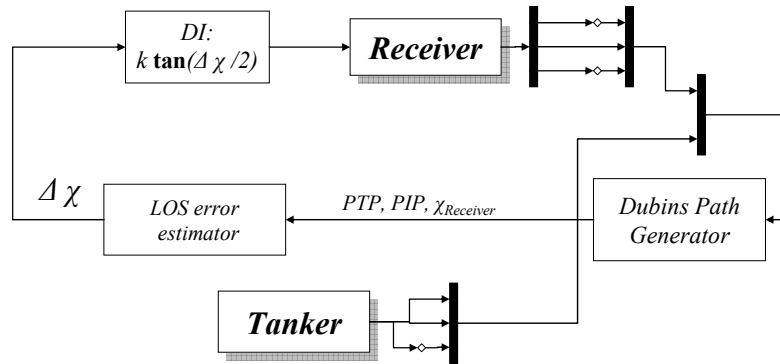 DI:
k tan(Δ χ /2)
Receiver
Δ χ
LOS error
estimator
PTP, PIP, χReceiver
Dubins Path
Generator
Tanker